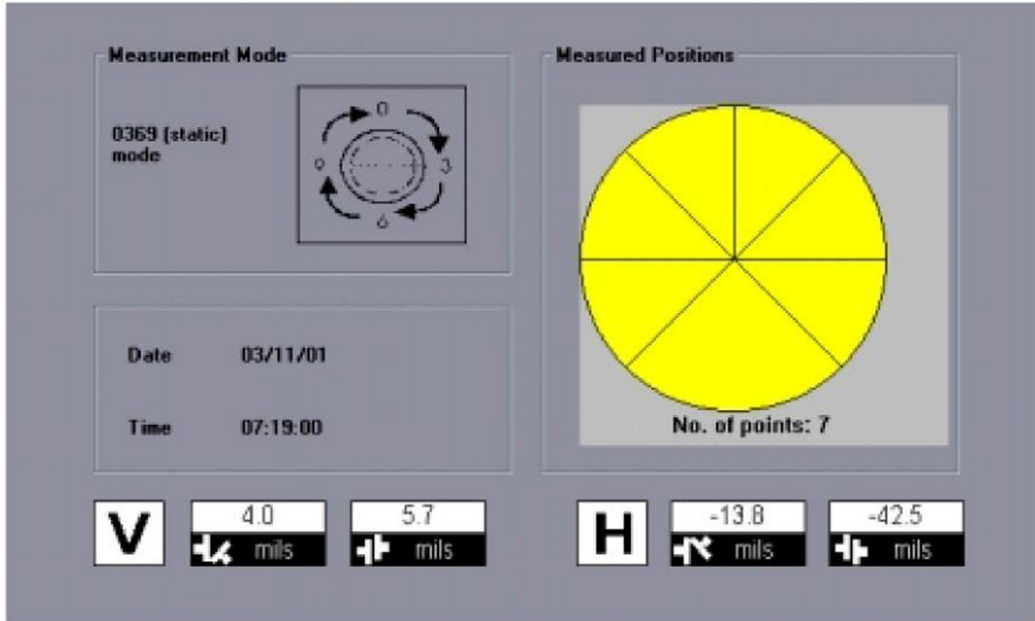 Measurement Mode
0369 (static)
mode
0
9
3
6
Date 03/11/01
Time 07:19:00
Measured Positions
No. of points: 7
V
4.0
mils
5.7
mils
H
-13.8
mils
-42.5
mils